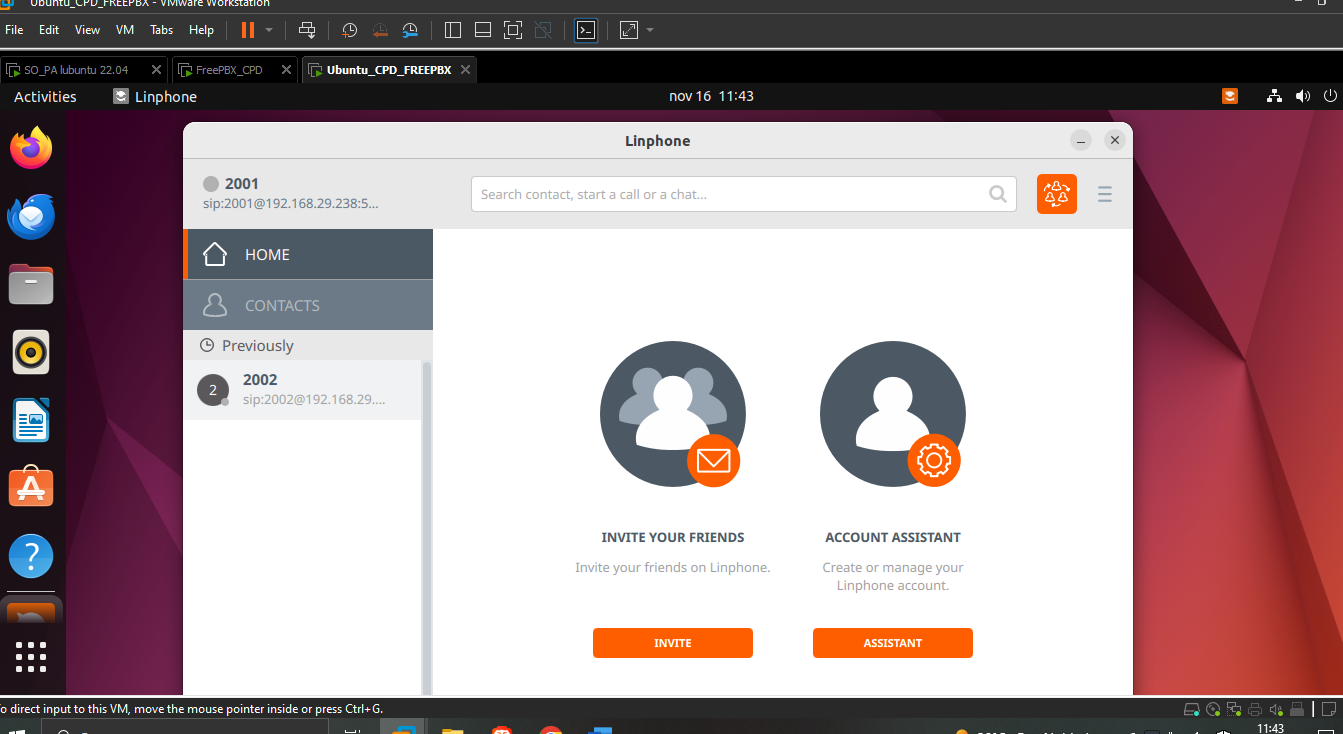 Ubuntu_CPD_FREEPBX - VMware Workstation
File Edit View VM Tabs Help
SO_PA lubuntu 22.04 FreePBX_CPD Ubuntu_CPD_FREEPBX
Activities Linphone nov 16 11:43
Linphone
2001
sip:2001@192.168.29.238:5...
Search contact, start a call or a chat...
HOME
CONTACTS
Previously
2 2002
sip:2002@192.168.29....
INVITE YOUR FRIENDS
Invite your friends on Linphone.
INVITE
ACCOUNT ASSISTANT
Create or manage your
Linphone account.
ASSISTANT
o direct input to this VM, move the mouse pointer inside or press Ctrl+G.
11:43